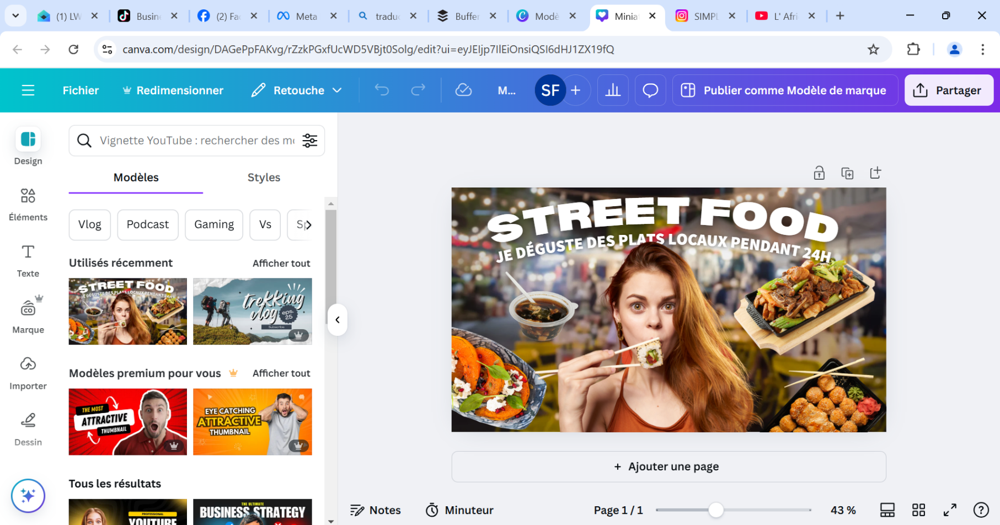 (1) LW
Busin
(2) Fa
Meta
traduc
Buffer
Modè
Minia
SIMPL
L' Afri
canva.com/design/DAGePpFAKvg/rZzkPGxfUcWD5VBjt0Solg/edit?ui=eyJEIjp7IlEiOnsiQSI6dHJ1ZX19fQ
Fichier
Redimensionner
Retouche
M...
SF
Publier comme Modèle de marque
Partager
Design
Éléments
Texte
Marque
Importer
Dessin
Vignette YouTube : rechercher des mo
Modèles
Styles
Vlog
Podcast
Gaming
Vs
Sp
Utilisés récemment
Afficher tout
STREET FOOD
JE DÉGUSTE DES PLATS LOCAUX PENDANT 24H
trekking
vlog
eps.
25
Subscribe
Modèles premium pour vous
Afficher tout
THE MOST
ATTRACTIVE
THUMBNAIL
EYE CATCHING
ATTRACTIVE
THUMBNAIL
Tous les résultats
PROFESSIONAL
YOUTUBE
THE ULTIMATE
BUSINESS STRATEGY
STREET FOOD
JE DÉGUSTE DES PLATS LOCAUX PENDANT 24H
+ Ajouter une page
Notes
Minuteur
Page 1 / 1
43 %